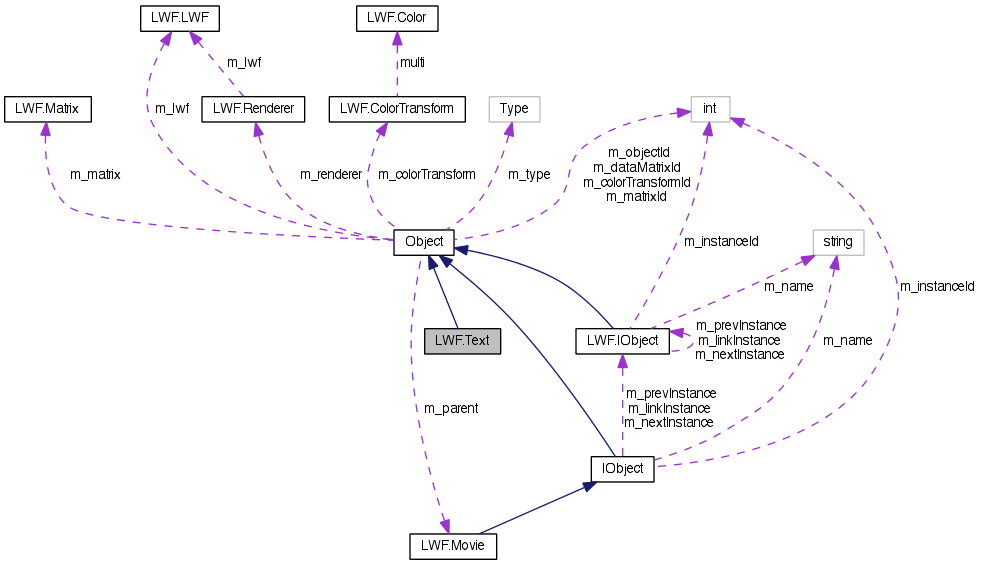 LWF.LWF
LWF.Color
m_lwf
multi
LWF.Matrix
m_lwf
LWF.Renderer
LWF.ColorTransform
Type
int
m_matrix
m_renderer
m_colorTransform
m_type
m_objectId
m_dataMatrixId
m_colorTransformId
m_matrixId
Object
m_instanceId
string
m_name
m_instanceId
LWF.Text
LWF.IObject
m_prevInstance
m_linkInstance
m_nextInstance
m_name
m_parent
m_prevInstance
m_linkInstance
m_nextInstance
IObject
LWF.Movie